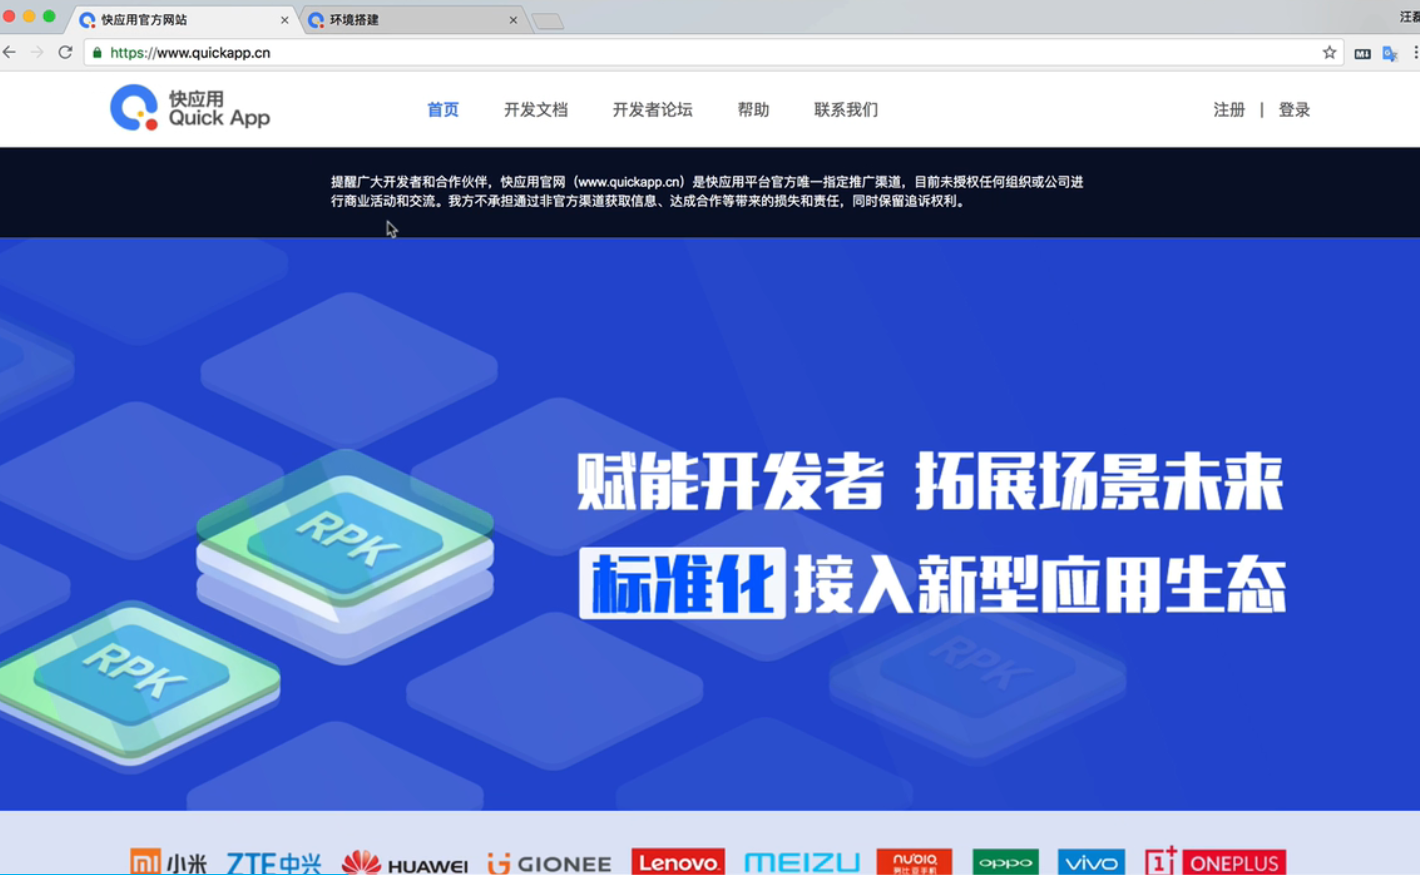 快应用官方网站
环境搭建
汪磊
https://www.quickapp.cn
快应用
Quick App
首页 开发文档 开发者论坛 帮助 联系我们 注册 | 登录
提醒广大开发者和合作伙伴，快应用官网（www.quickapp.cn）是快应用平台官方唯一指定推广渠道，目前未授权任何组织或公司进
行商业活动和交流。我方不承担通过非官方渠道获取信息、达成合作等带来的损失和责任，同时保留追诉权利。
赋能开发者 拓展场景未来
标准化接入新型应用生态
RPK
RPK
RPK
小米 ZTE中兴 HUAWEI GIONEE Lenovo. MEIZU nubia 努比亚手机 oppo vivo 1+ ONEPLUS